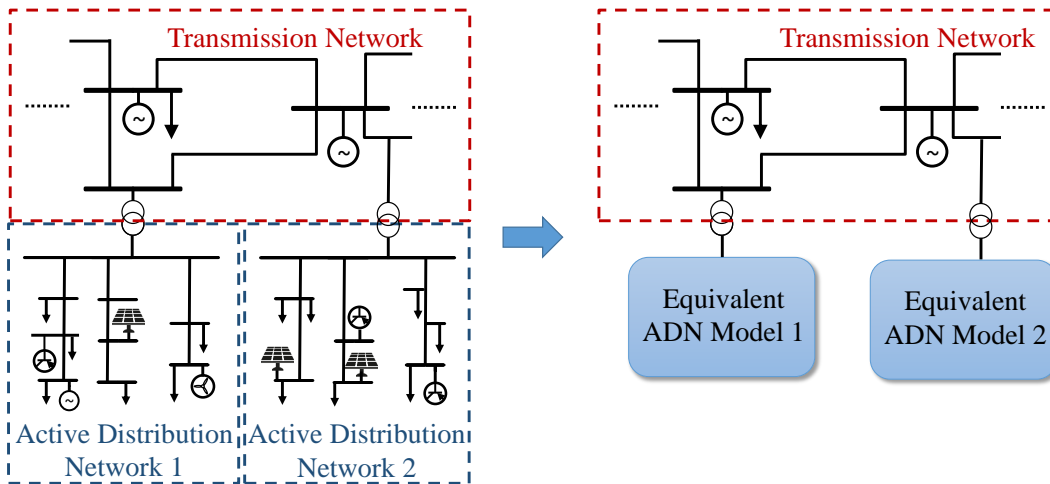 Transmission Network
Transmission Network
~
~
~
~
~
Equivalent
ADN Model 1
Equivalent
ADN Model 2
Active Distribution
Network 1
Active Distribution
Network 2